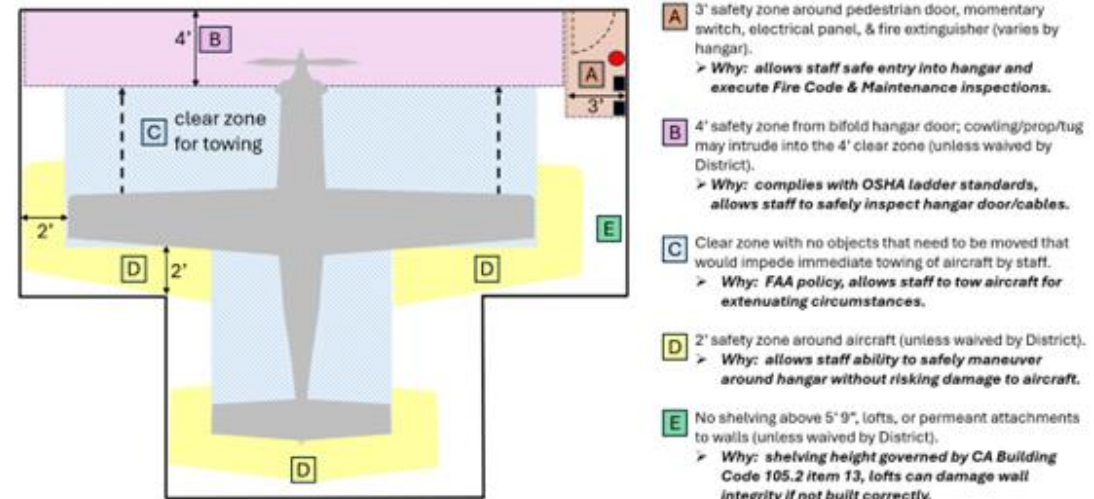 4'
B
A
3'
C
clear zone
for towing
2'
E
D
2'
D
D
A
3' safety zone around pedestrian door, momentary
switch, electrical panel, & fire extinguisher (varies by
hangar).
➤ Why: allows staff safe entry into hangar and
execute Fire Code & Maintenance inspections.
B
4' safety zone from bifold hangar door; cowling/prop/tug
may intrude into the 4' clear zone (unless waived by
District).
➤ Why: complies with OSHA ladder standards,
allows staff to safely inspect hangar door/cables.
C
Clear zone with no objects that need to be moved that
would impede immediate towing of aircraft by staff.
➤ Why: FAA policy, allows staff to tow aircraft for
extenuating circumstances.
D
2' safety zone around aircraft (unless waived by District).
➤ Why: allows staff ability to safely maneuver
around hangar without risking damage to aircraft.
E
No shelving above 5' 9", lofts, or permeant attachments
to walls (unless waived by District).
➤ Why: shelving height governed by CA Building
Code 105.2 item 13, lofts can damage wall
integrity if not built correctly.